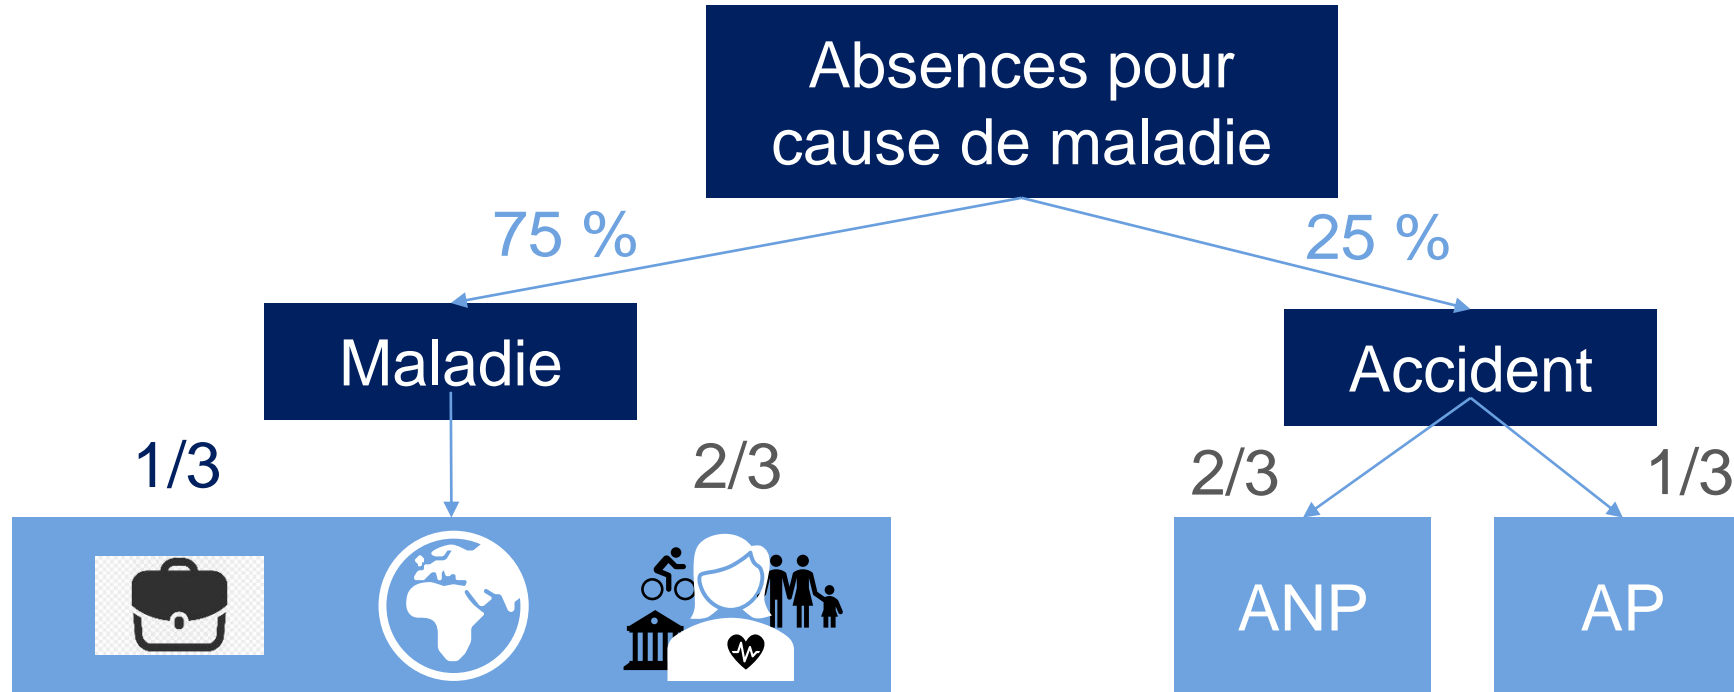 Absences pour
cause de maladie
75 %
25 %
Maladie
Accident
1/3
2/3
2/3
1/3
ANP
AP